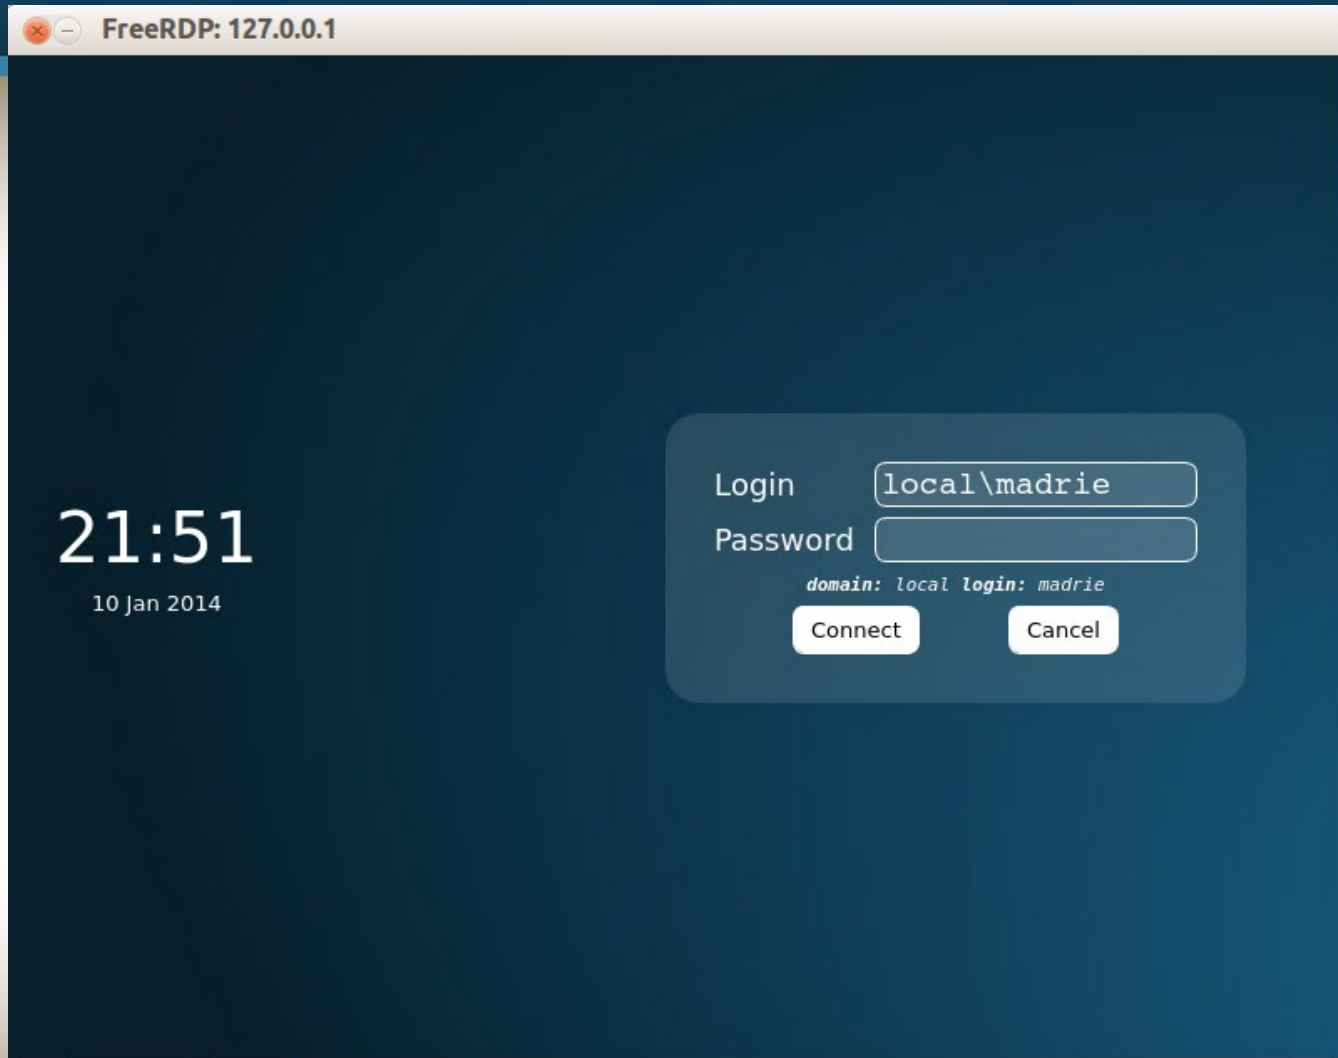 FreeRDP: 127.0.0.1
21:51
10 Jan 2014
Login local\madrie
Password
domain: local login: madrie
Connect Cancel